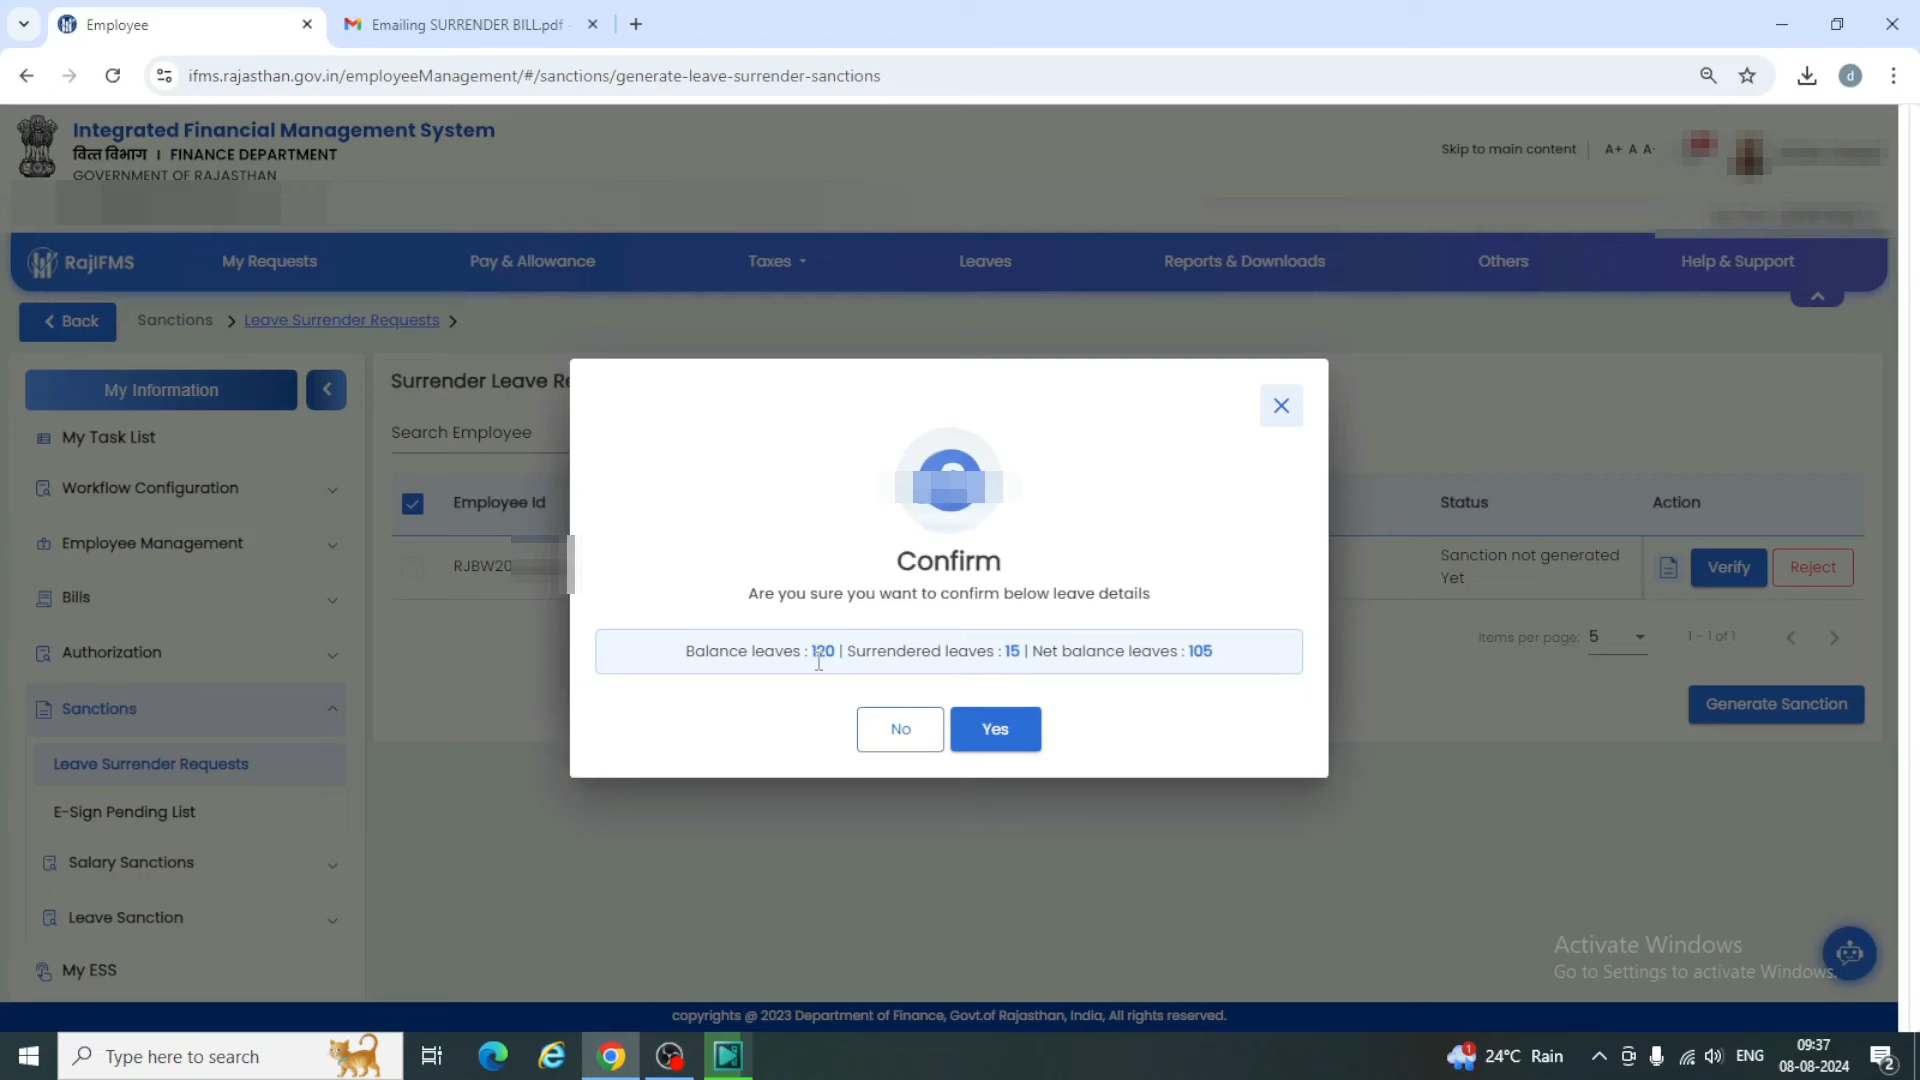 Employee
Emailing SURRENDER BILL.pdf
ifms.rajasthan.gov.in/employeeManagement/#/sanctions/generate-leave-surrender-sanctions
d
Integrated Financial Management System
वित्त विभाग I FINANCE DEPARTMENT
GOVERNMENT OF RAJASTHAN
Skip to main content
A+ A A-
RajIFMS
My Requests
Pay & Allowance
Taxes
Leaves
Reports & Downloads
Others
Help & Support
Back
Sanctions
Leave Surrender Requests
My Information
My Task List
Workflow Configuration
Employee Management
Bills
Authorization
Sanctions
Leave Surrender Requests
E-Sign Pending List
Salary Sanctions
Leave Sanction
My ESS
Surrender Leave Re
Search Employee
Employee Id
Status
Action
RJBW20
Sanction not generated
Yet
Verify
Reject
Items per page: 5
1 - 1 of 1
Generate Sanction
Confirm
Are you sure you want to confirm below leave details
Balance leaves : 120 | Surrendered leaves : 15 | Net balance leaves : 105
No
Yes
Activate Windows
Go to Settings to activate Windows.
copyrights @ 2023 Department of Finance, Govt.of Rajasthan, India, All rights reserved.
Type here to search
1
24°C Rain
ENG
09:37
08-08-2024
2